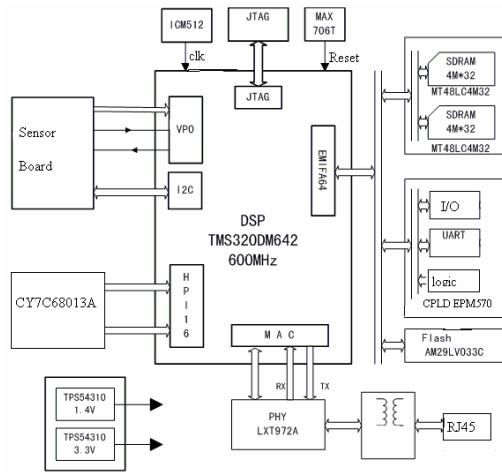 ICM512
JTAG
MAX
706T
clk
Reset
JTAG
SDRAM
4M*32
MT48LC4M32
SDRAM
4M*32
MT48LC4M32
Sensor
Board
VPO
I2C
EMIFA64
DSP
TMS320DM642
600MHz
I/O
UART
logic
CPLD EPM570
CY7C68013A
HPI16
MAC
Flash
AM29LV033C
RX
TX
TPS54310
1.4V
TPS54310
3.3V
PHY
LXT972A
RJ45